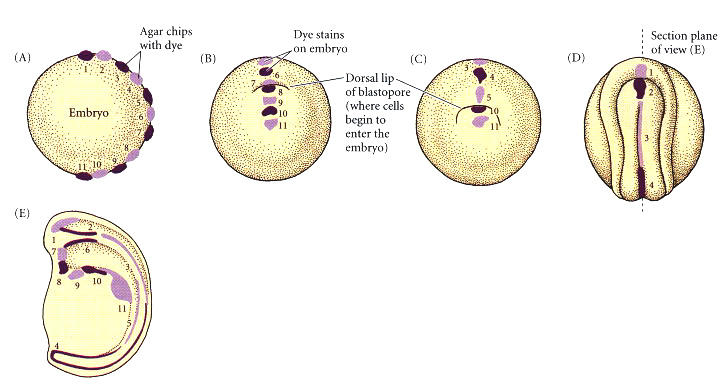 (A)
Agar chips
with dye
1
2
4
6
7
8
9
10
11
Embryo
(B)
Dye stains
on embryo
6
7
8
9
10
11
Dorsal lip
of blastopore
(where cells
begin to
enter the
embryo)
(C)
3
4
5
10
11
(D)
Section plane
of view (E)
1
2
3
4
(E)
1
2
7
6
3
8
9
10
11
5
4